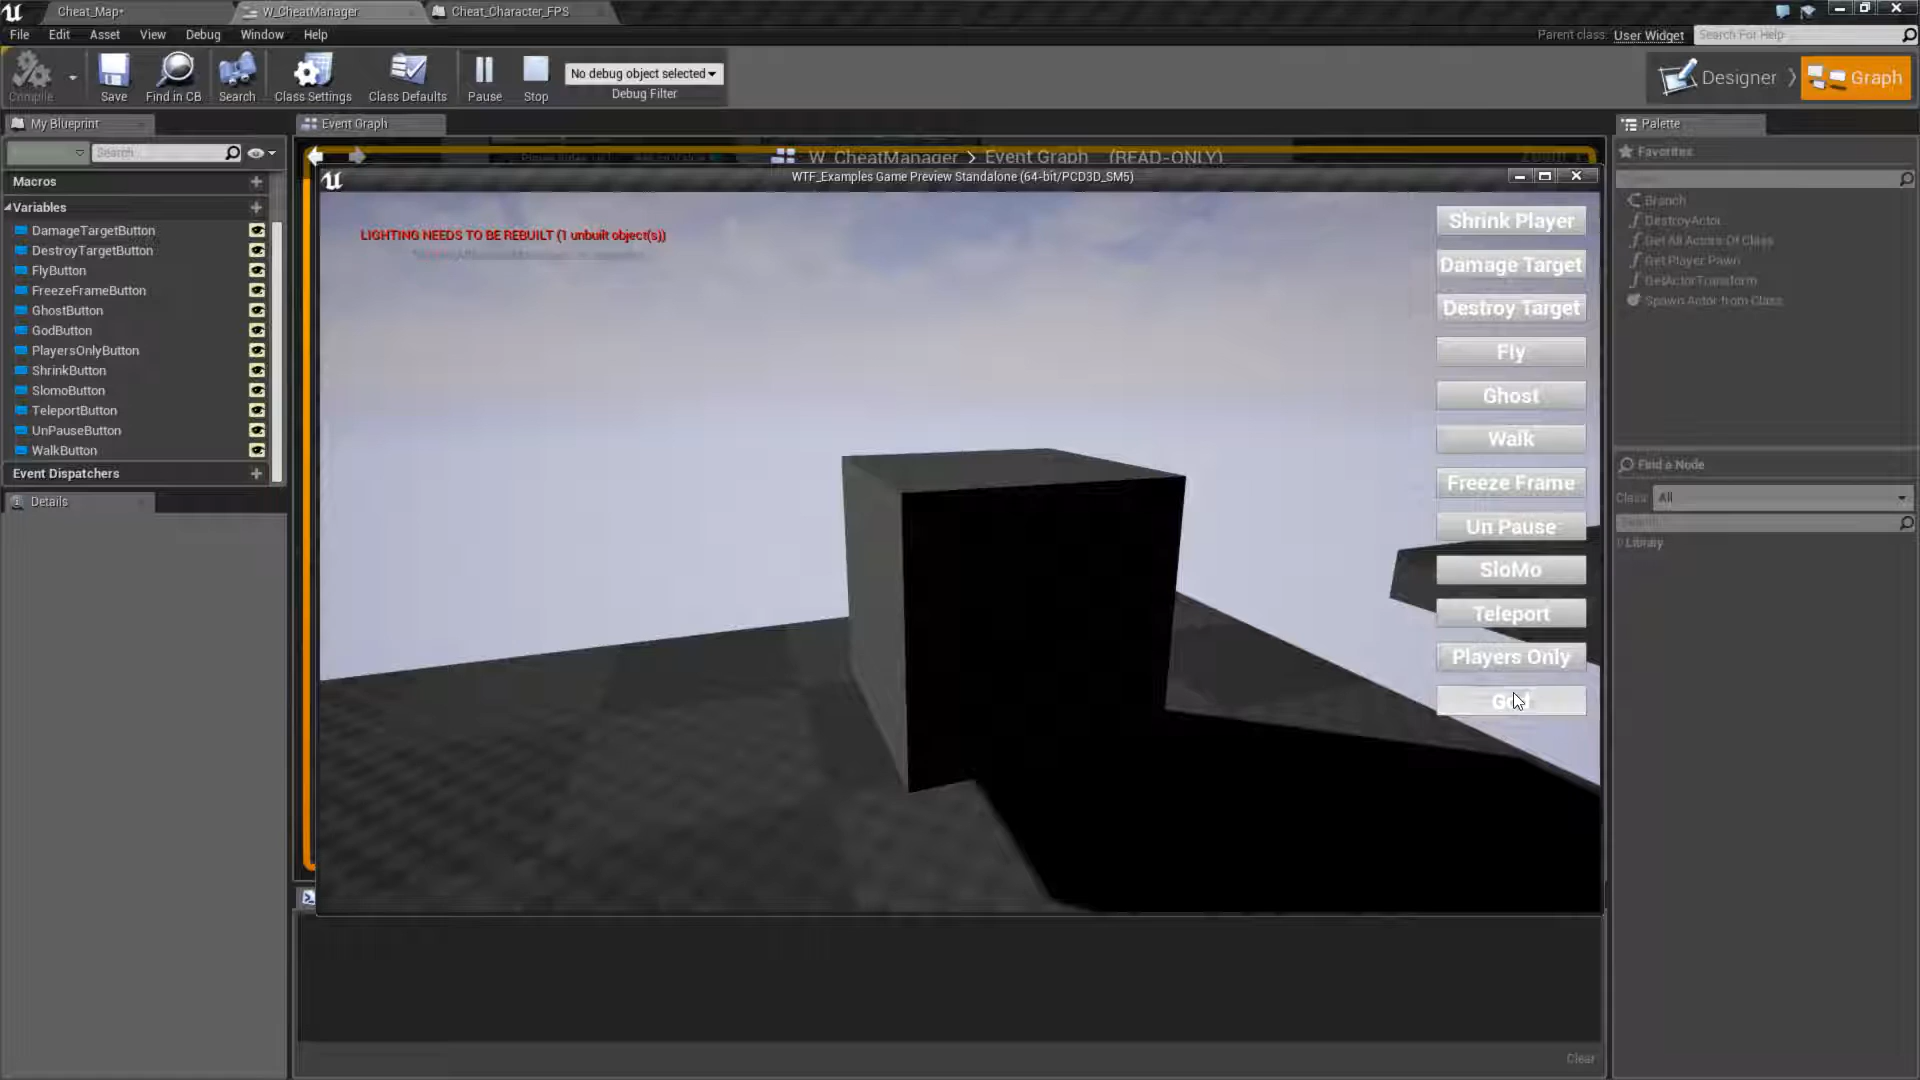 Cheat_Map*
W_CheatManager
Cheat_Character_FPS
File
Edit
Asset
View
Debug
Window
Help
Parent class: User Widget
Search For Help
Compile
Save
Find in CB
Search
Class Settings
Class Defaults
Pause
Stop
No debug object selected
Debug Filter
Designer
Graph
My Blueprint
Event Graph
Palette
Search
W_CheatManager > Event Graph (READ-ONLY)
Favorites
WTF_Examples Game Preview Standalone (64-bit/PCD3D_SM5)
Macros
Variables
DamageTargetButton
DestroyTargetButton
FlyButton
FreezeFrameButton
GhostButton
GodButton
PlayersOnlyButton
ShrinkButton
SlomoButton
TeleportButton
UnPauseButton
WalkButton
Event Dispatchers
Details
LIGHTING NEEDS TO BE REBUILT (1 unbuilt object(s))
Shrink Player
Damage Target
Destroy Target
Fly
Ghost
Walk
Freeze Frame
Un Pause
SloMo
Teleport
Players Only
God
Branch
DestroyActor
Get All Actors Of Class
Get Player Pawn
GetActorTransform
Spawn Actor from Class
Find a Node
Class: All
Search
Library
Clear